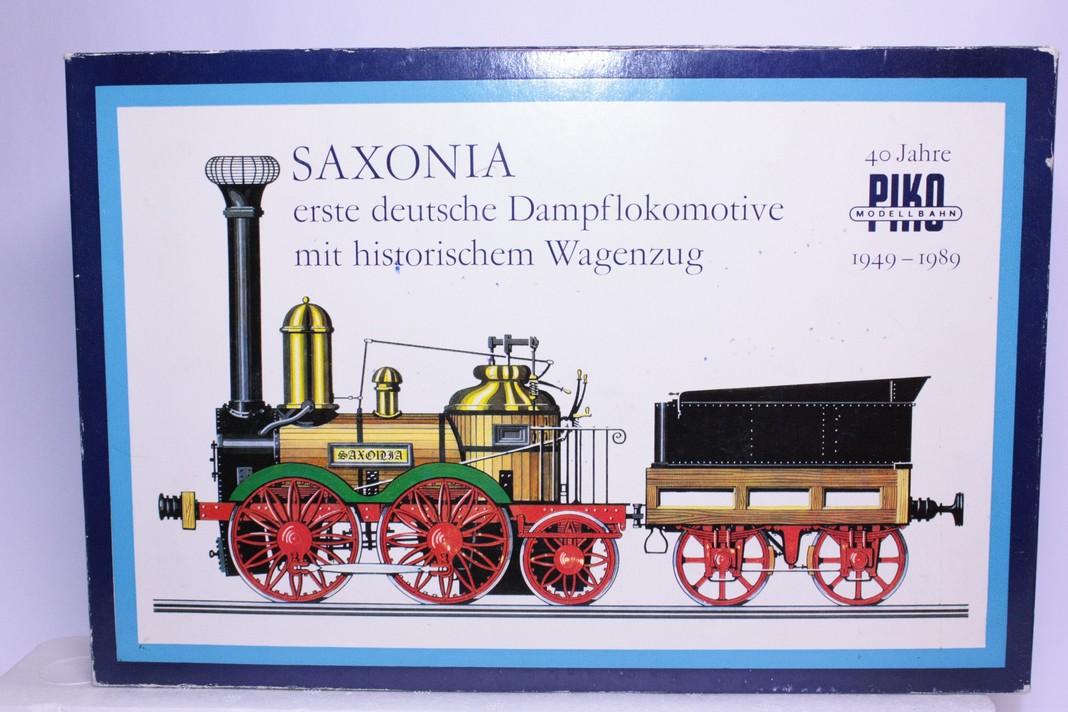 SAXONIA
erste deutsche Dampflokomotive
mit historischem Wagenzug
40 Jahre
PIKO
MODELLBAHN
1949–1989
SAXONIA